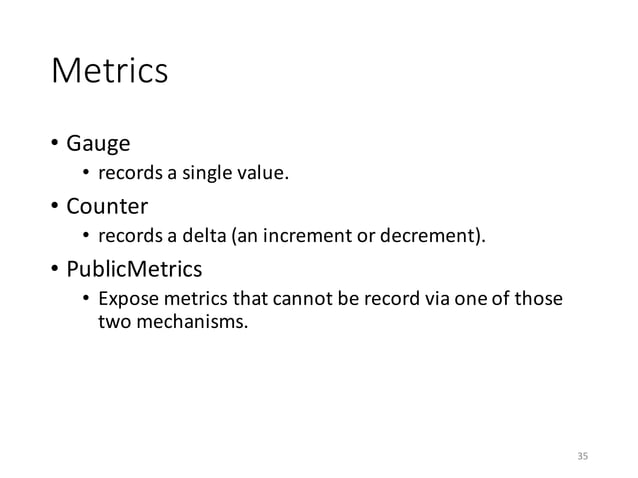 Metrics
• Gauge
• records a single value.
• Counter
• records a delta (an increment or decrement).
• PublicMetrics
• Expose metrics that cannot be record via one of those
two mechanisms.
35